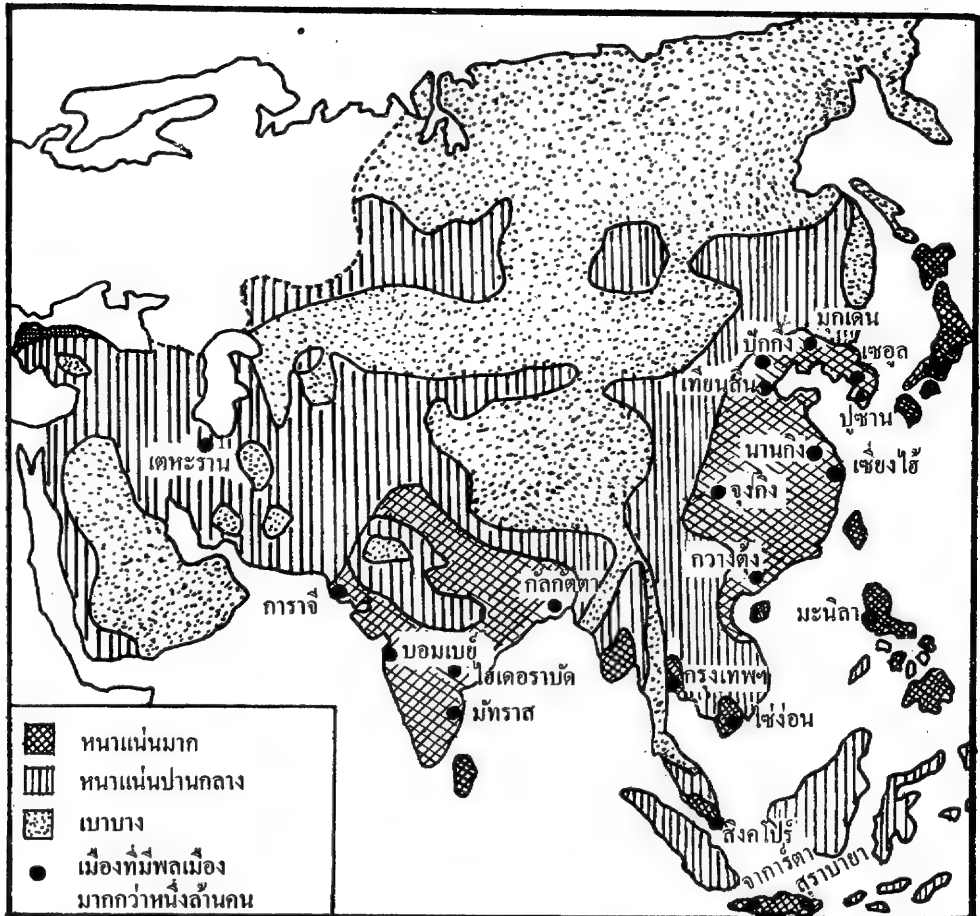 มุกเดน
ปักกิ่ง
เซอูล
เทียนสิน
ปูซาน
นานกิง
เซี่ยงไฮ้
เตหะราน
จุงกิง
กวางตุ้ง
กัลกัตตา
การาจี
มะนิลา
บอมเบย์
ไฮเดอราบัด
กรุงเทพฯ
มัทราส
ไซ่ง่อน
สิงคโปร์
จาการ์ตา
สุราบายา
หนาแน่นมาก
หนาแน่นปานกลาง
เบาบาง
เมืองที่มีพลเมือง
มากกว่าหนึ่งล้านคน